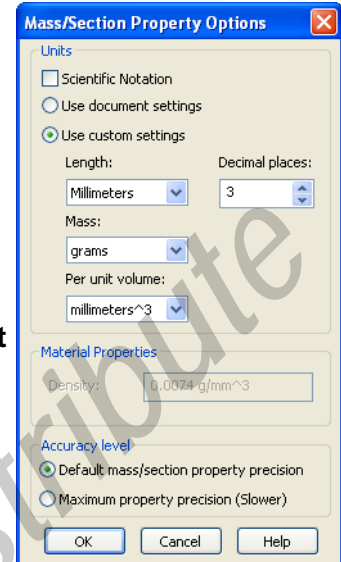 Mass/Section Property Options
Units
Scientific Notation
Use document settings
Use custom settings
Length: Decimal places:
Millimeters 3
Mass:
grams
Per unit volume:
millimeters^3
t
Material Properties
Density: 0.0074 g/mm^3
Accuracy level
Default mass/section property precision
Maximum property precision (Slower)
OK Cancel Help